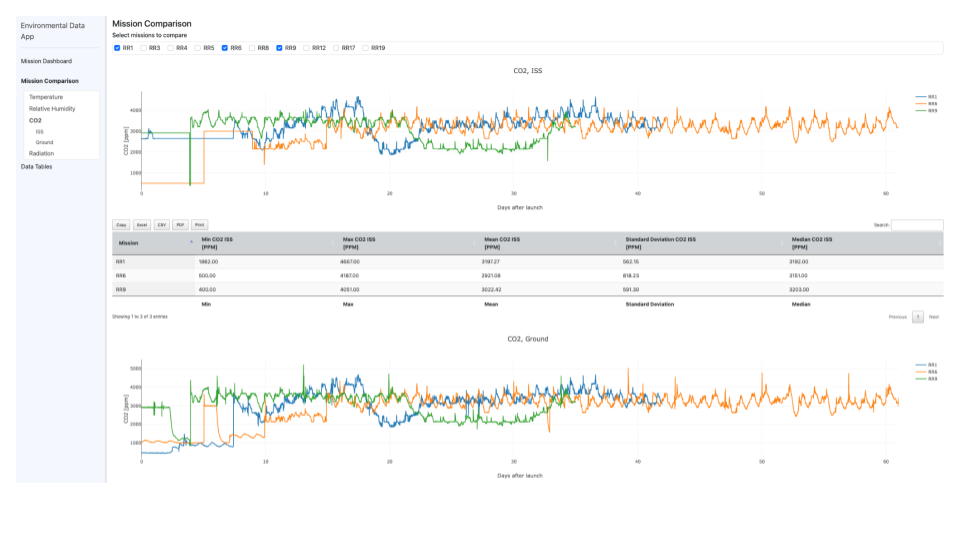 Environmental Data
App
Mission Dashboard
Mission Comparison
Temperature
Relative Humidity
CO2
ISS
Ground
Radiation
Data Tables
Mission Comparison
Select missions to compare
RR1 RR3 RR4 RR5 RR6 RR8 RR9 RR12 RR17 RR19
CO2, ISS
CO2 [ppm]
4000
3000
2000
1000
0 10 20 30 40 50 60
Days after launch
RR1
RR6
RR9
Copy Excel CSV PDF Print
Search:
Mission Min CO2 ISS [PPM] Max CO2 ISS [PPM] Mean CO2 ISS [PPM] Standard Deviation CO2 ISS [PPM] Median CO2 ISS [PPM]
RR1 1862.00 4667.00 3197.27 562.15 3192.00
RR6 500.00 4187.00 2921.08 818.23 3151.00
RR9 400.00 4051.00 3022.42 591.30 3203.00
Min Max Mean Standard Deviation Median
Showing 1 to 3 of 3 entries
Previous 1 Next
CO2, Ground
CO2 [ppm]
5000
4000
3000
2000
1000
0 10 20 30 40 50 60
Days after launch
RR1
RR6
RR9